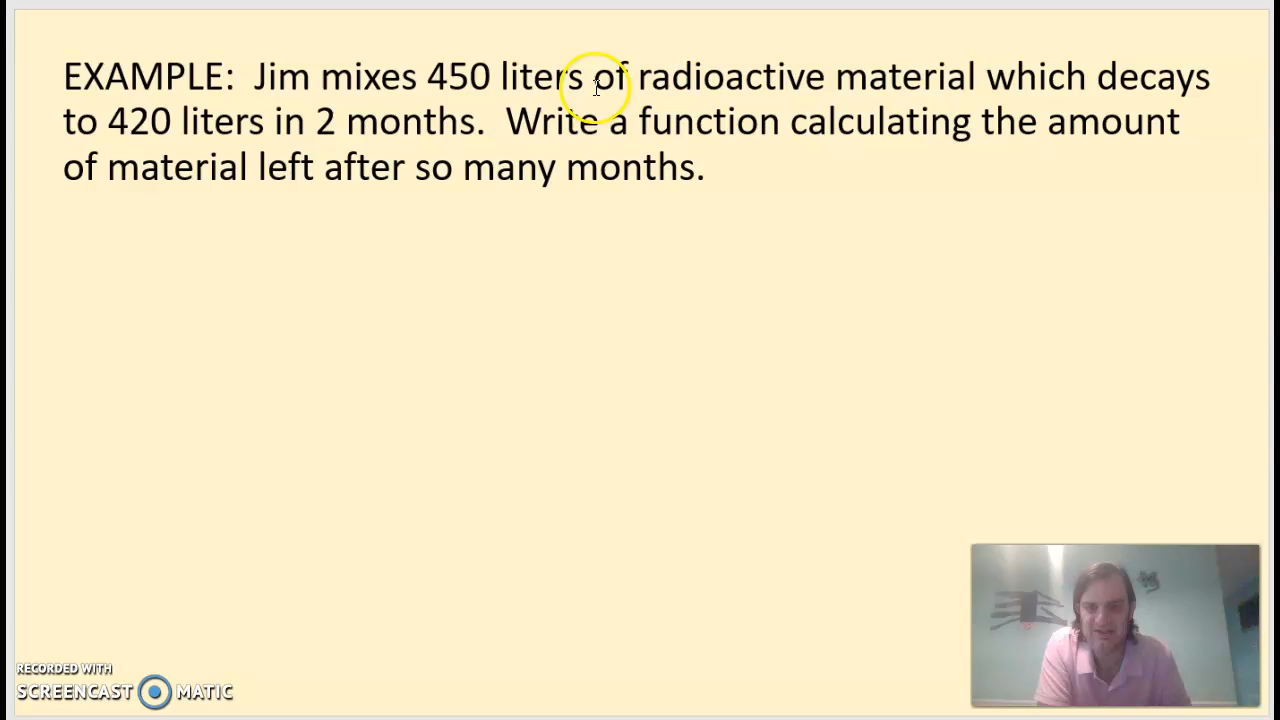 EXAMPLE:  Jim mixes 450 liters of radioactive material which decays
to 420 liters in 2 months.  Write a function calculating the amount
of material left after so many months.
RECORDED WITH
SCREENCAST MATIC